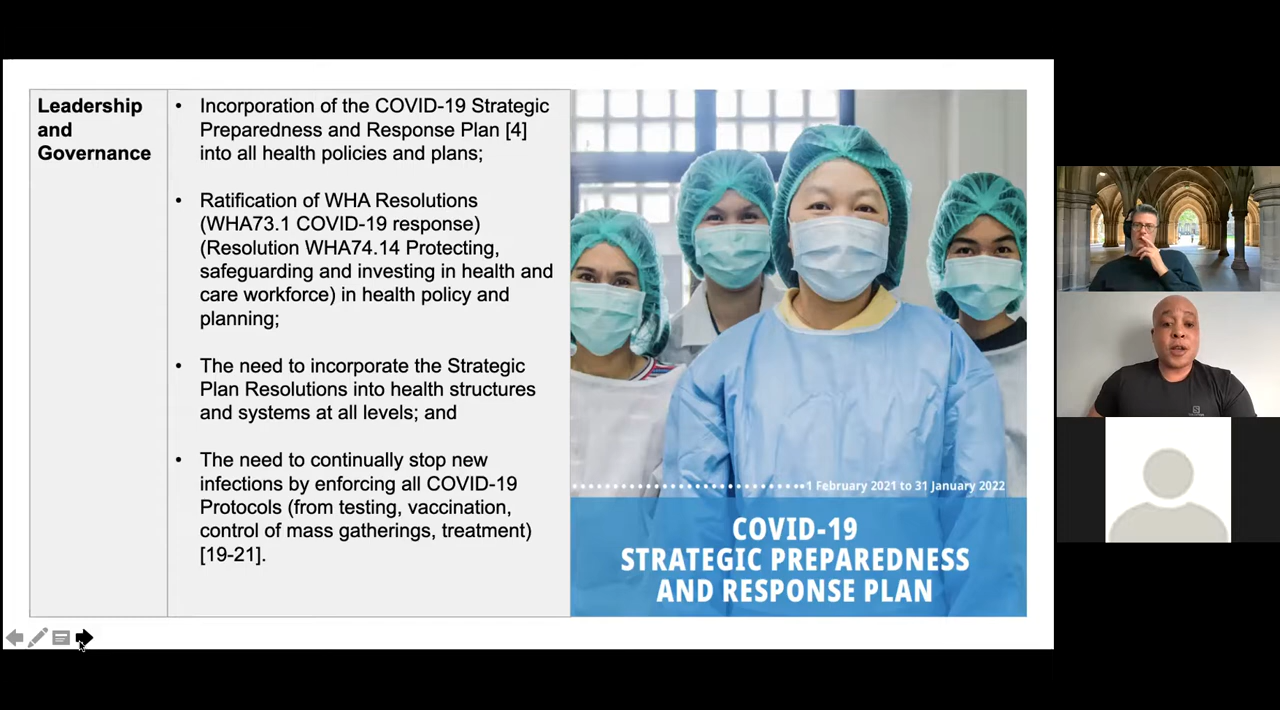 Leadership
and
Governance
• Incorporation of the COVID-19 Strategic
Preparedness and Response Plan [4]
into all health policies and plans;
• Ratification of WHA Resolutions
(WHA73.1 COVID-19 response)
(Resolution WHA74.14 Protecting,
safeguarding and investing in health and
care workforce) in health policy and
planning;
• The need to incorporate the Strategic
Plan Resolutions into health structures
and systems at all levels; and
• The need to continually stop new
infections by enforcing all COVID-19
Protocols (from testing, vaccination,
control of mass gatherings, treatment)
[19-21].
1 February 2021 to 31 January 2022
COVID-19
STRATEGIC PREPAREDNESS
AND RESPONSE PLAN